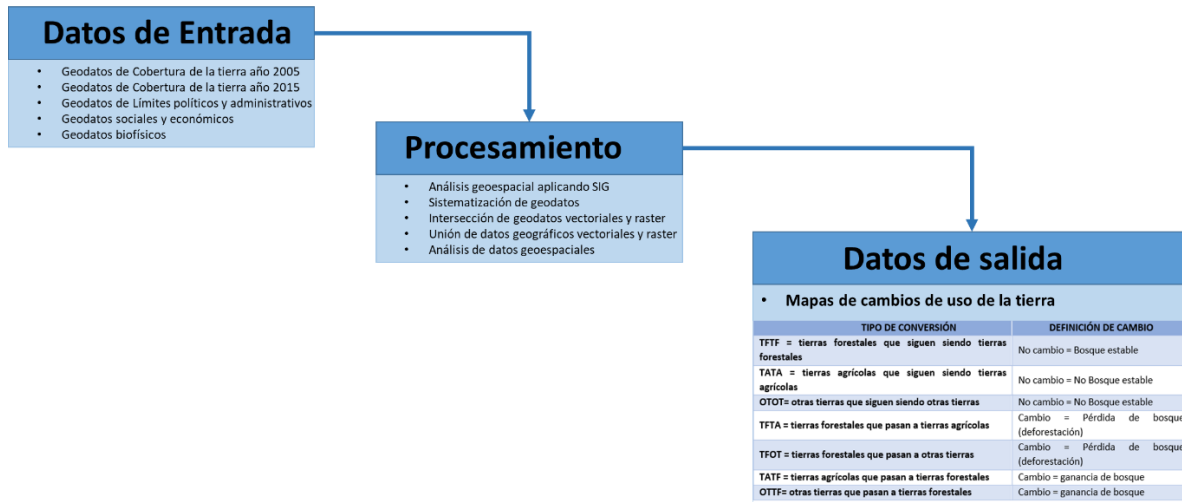 Datos de Entrada
• Geodatos de Cobertura de la tierra año 2005
• Geodatos de Cobertura de la tierra año 2015
• Geodatos de Límites políticos y administrativos
• Geodatos sociales y económicos
• Geodatos biofísicos
Procesamiento
• Análisis geoespacial aplicando SIG
• Sistematización de geodatos
• Intersección de geodatos vectoriales y raster
• Unión de datos geográficos vectoriales y raster
• Análisis de datos geoespaciales
Datos de salida
• Mapas de cambios de uso de la tierra
TIPO DE CONVERSIÓN DEFINICIÓN DE CAMBIO
TFTF = tierras forestales que siguen siendo tierras
forestales
No cambio = Bosque estable
TATA = tierras agrícolas que siguen siendo tierras
agrícolas
No cambio = No Bosque estable
OTOT= otras tierras que siguen siendo otras tierras No cambio = No Bosque estable
TFTA = tierras forestales que pasan a tierras agrícolas
Cambio = Pérdida de bosque
(deforestación)
TFOT = tierras forestales que pasan a otras tierras
Cambio = Pérdida de bosque
(deforestación)
TATF = tierras agrícolas que pasan a tierras forestales Cambio = ganancia de bosque
OTTF= otras tierras que pasan a tierras forestales Cambio = ganancia de bosque